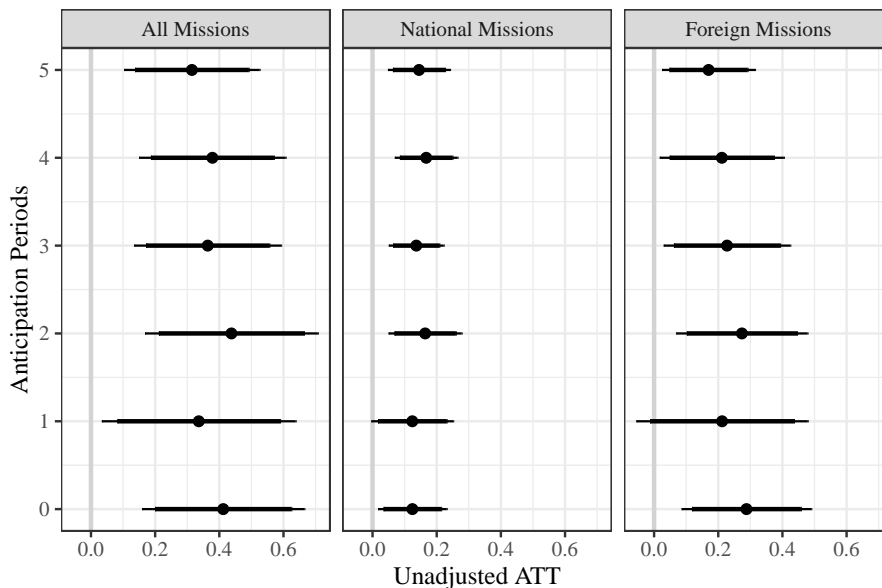 All Missions National Missions Foreign Missions
5
4
3
2
1
0
Anticipation Periods
0.0 0.2 0.4 0.6 0.0 0.2 0.4 0.6 0.0 0.2 0.4 0.6
Unadjusted ATT